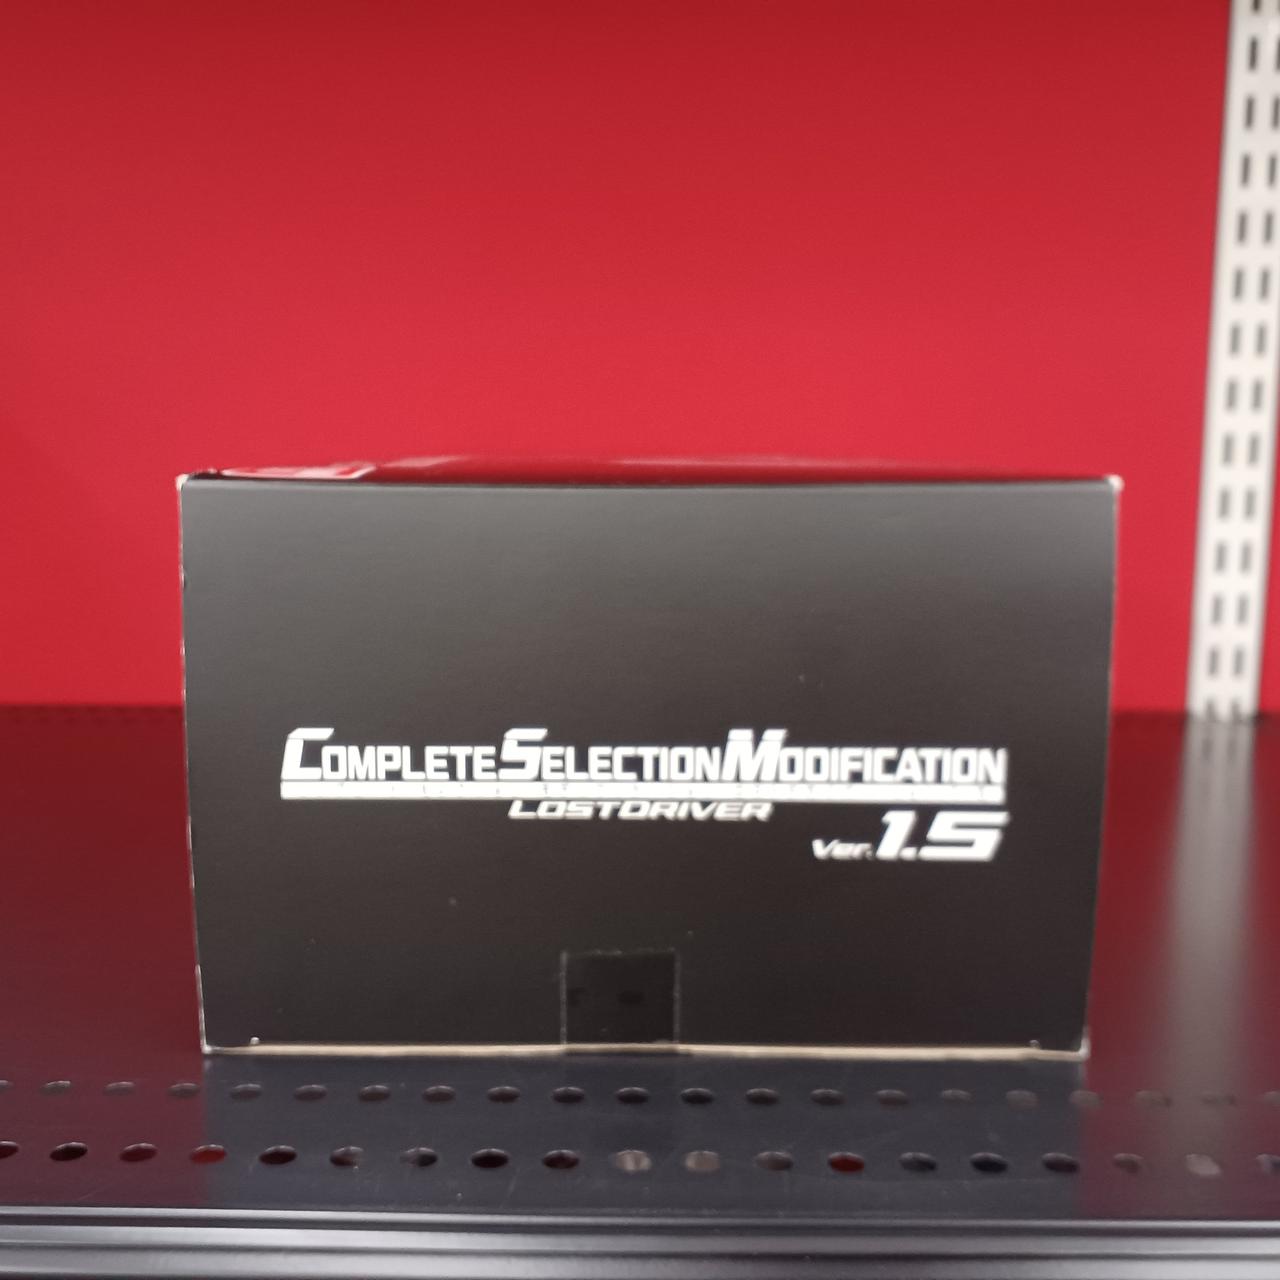 COMPLETE SELECTION MODIFICATION
LOSTDRIVER
Ver.1.5